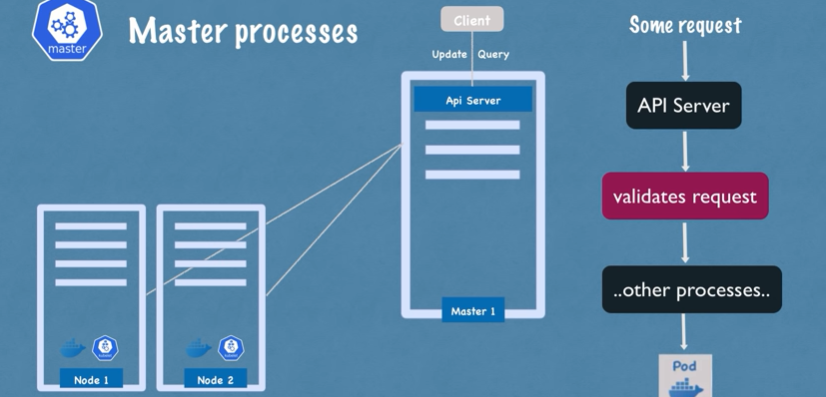 master
Master processes
Client
Update Query
Api Server
Master 1
Node 1
Node 2
Some request
API Server
validates request
..other processes..
Pod